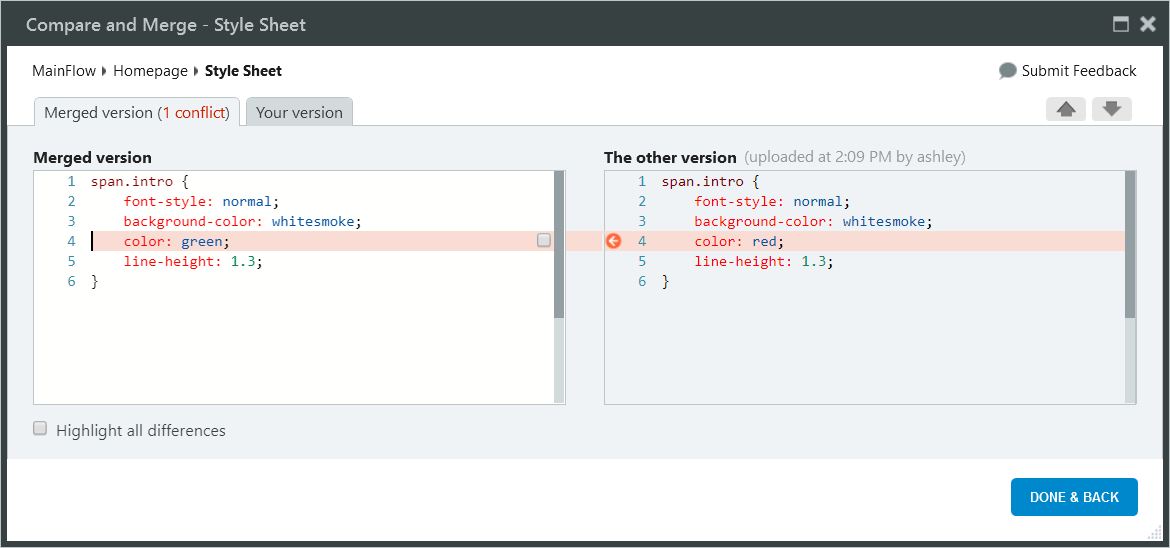 Compare and Merge - Style Sheet
MainFlow Homepage Style Sheet
Submit Feedback
Merged version (1 conflict)
Your version
Merged version
1 span.intro {
2 font-style: normal;
3 background-color: whitesmoke;
4 color: green;
5 line-height: 1.3;
6 }
The other version (uploaded at 2:09 PM by ashley)
1 span.intro {
2 font-style: normal;
3 background-color: whitesmoke;
4 color: red;
5 line-height: 1.3;
6 }
Highlight all differences
DONE & BACK